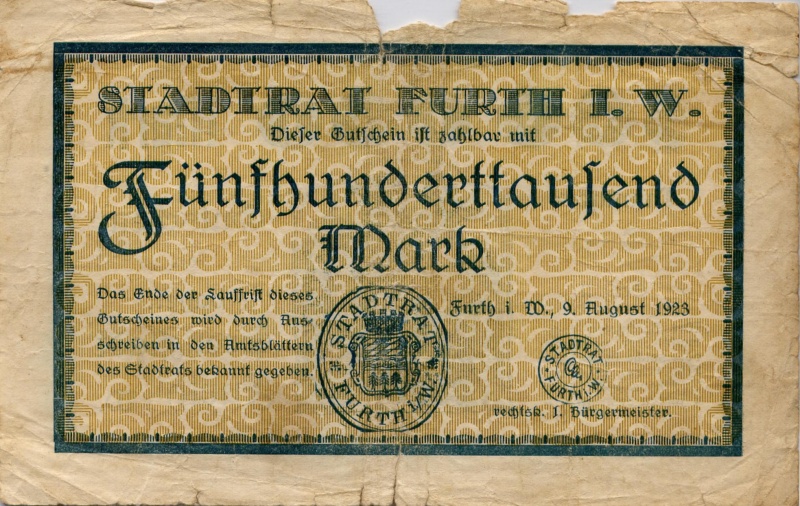 STADTRAT FURTH I. W.
Dieser Gutschein ist zahlbar mit
Fünfhunderttausend
Mark
Das Ende der Lauffrist dieses
Gutscheines wird durch Aus-
schreiben in den Amtsblättern
des Stadtrats bekannt gegeben.
STADTRAT
FURTH I/W.
Furth i. W., 9. August 1923
STADTRAT
FURTH I. W.
rechtsk. 1. Bürgermeister.